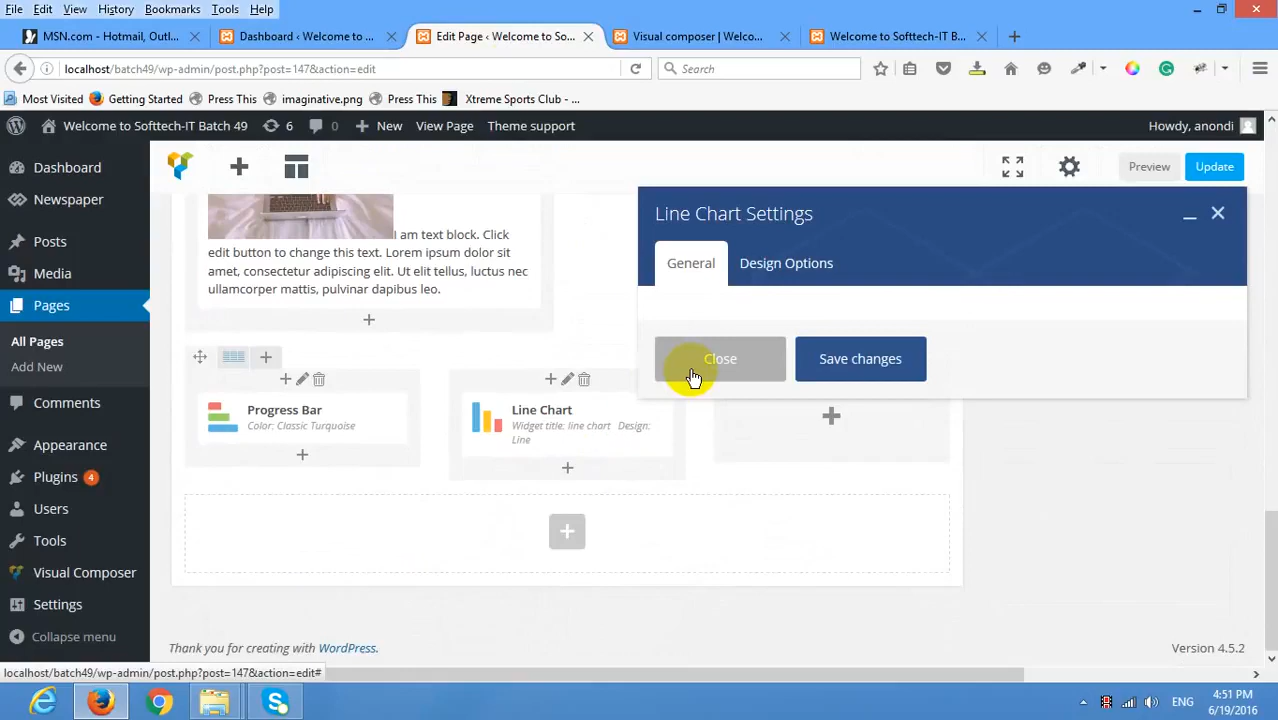 File Edit View History Bookmarks Tools Help
MSN.com - Hotmail, Outl... Dashboard ‹ Welcome to ... Edit Page ‹ Welcome to So... Visual composer | Welco... Welcome to Softtech-IT B...
localhost/batch49/wp-admin/post.php?post=147&action=edit Search
Most Visited Getting Started Press This imaginative.png Press This Xtreme Sports Club - ...
Welcome to Softtech-IT Batch 49 6 0 New View Page Theme support Howdy, anondi
Dashboard
Newspaper
Posts
Media
Pages
All Pages
Add New
Comments
Appearance
Plugins 4
Users
Tools
Visual Composer
Settings
Collapse menu
Preview Update
I am text block. Click
edit button to change this text. Lorem ipsum dolor sit
amet, consectetur adipiscing elit. Ut elit tellus, luctus nec
ullamcorper mattis, pulvinar dapibus leo.
Line Chart Settings
General Design Options
Close Save changes
Progress Bar
Color: Classic Turquoise
Line Chart
Widget title: line chart Design:
Line
Thank you for creating with WordPress. Version 4.5.2
localhost/batch49/wp-admin/post.php?post=147&action=edit#
ENG 4:51 PM
6/19/2016